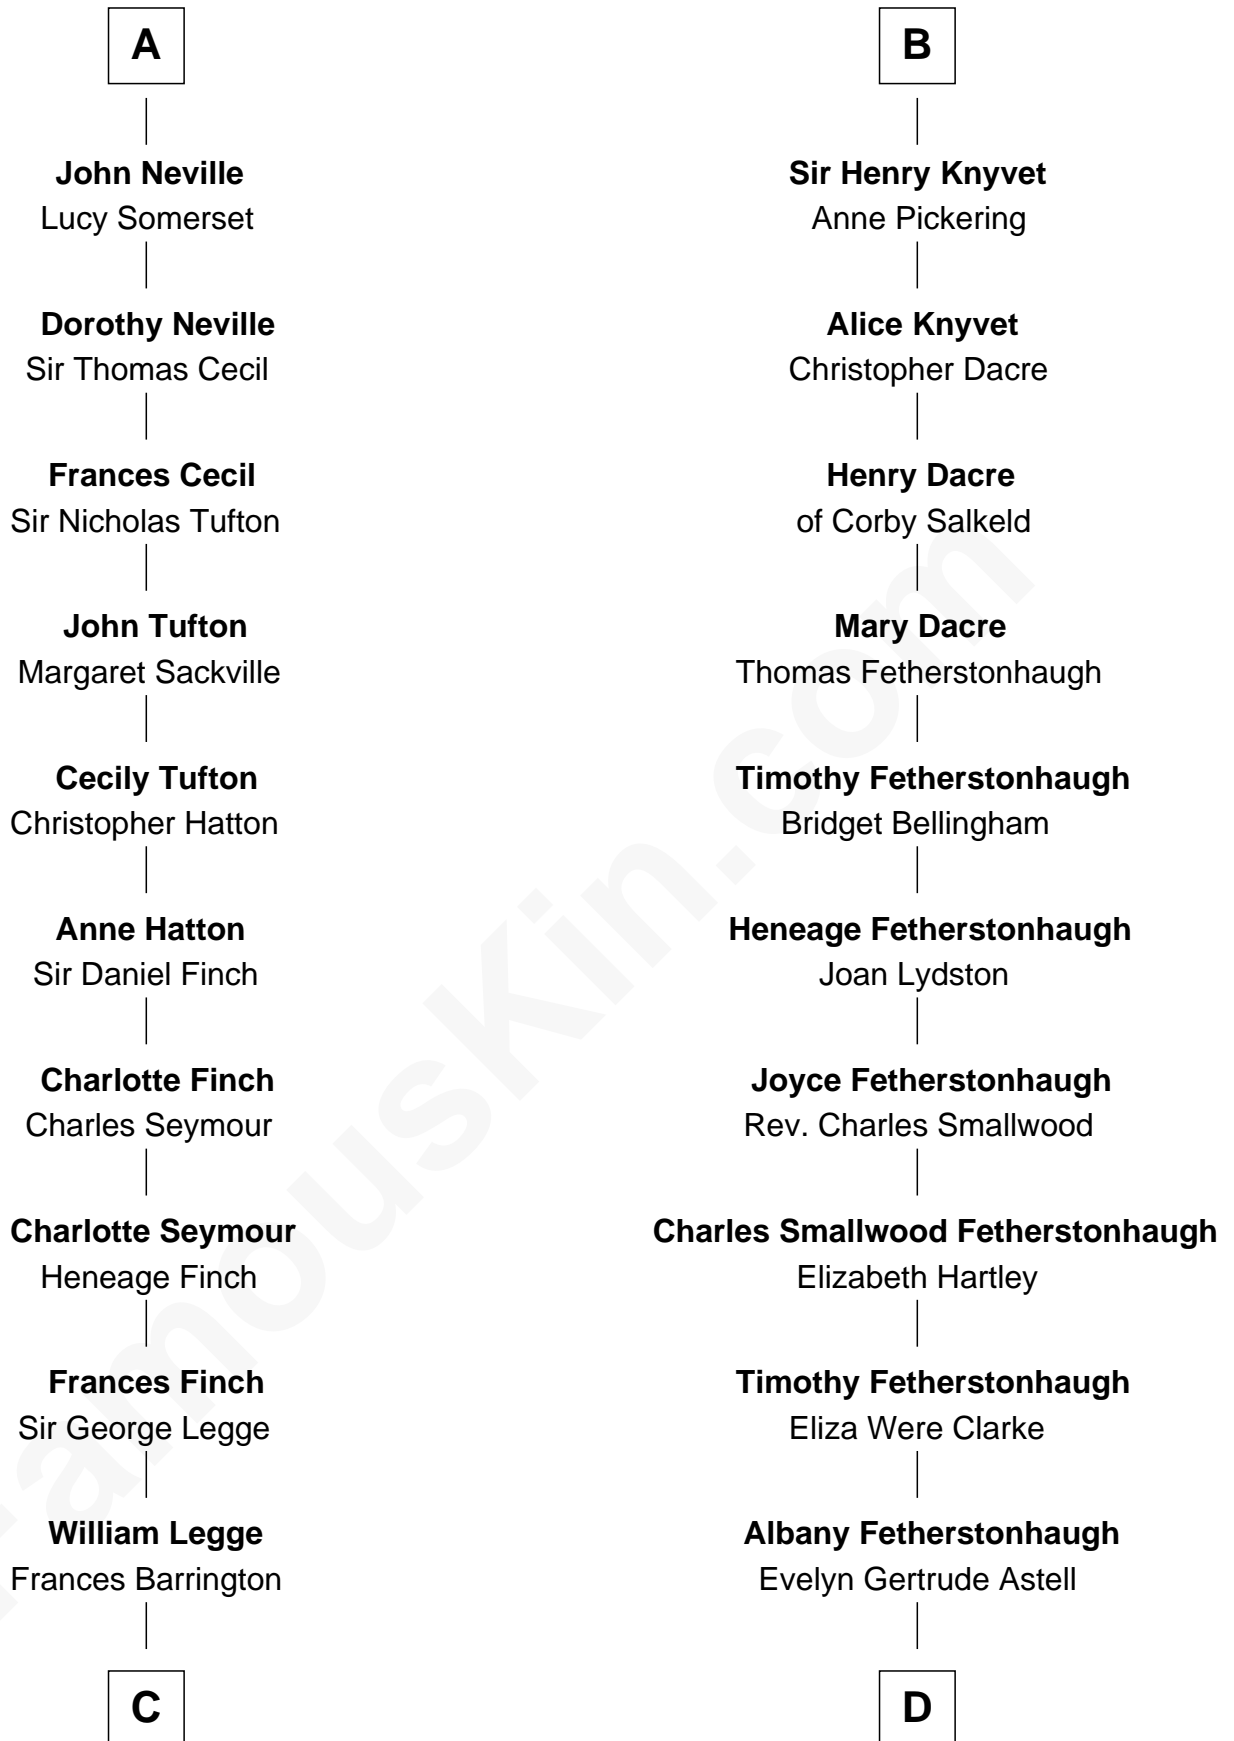 A
John Neville
Lucy Somerset
Dorothy Neville
Sir Thomas Cecil
Frances Cecil
Sir Nicholas Tufton
John Tufton
Margaret Sackville
Cecily Tufton
Christopher Hatton
Anne Hatton
Sir Daniel Finch
Charlotte Finch
Charles Seymour
Charlotte Seymour
Heneage Finch
Frances Finch
Sir George Legge
William Legge
Frances Barrington
C
B
Sir Henry Knyvet
Anne Pickering
Alice Knyvet
Christopher Dacre
Henry Dacre
of Corby Salkeld
Mary Dacre
Thomas Fetherstonhaugh
Timothy Fetherstonhaugh
Bridget Bellingham
Heneage Fetherstonhaugh
Joan Lydston
Joyce Fetherstonhaugh
Rev. Charles Smallwood
Charles Smallwood Fetherstonhaugh
Elizabeth Hartley
Timothy Fetherstonhaugh
Eliza Were Clarke
Albany Fetherstonhaugh
Evelyn Gertrude Astell
D
FamousKin.com